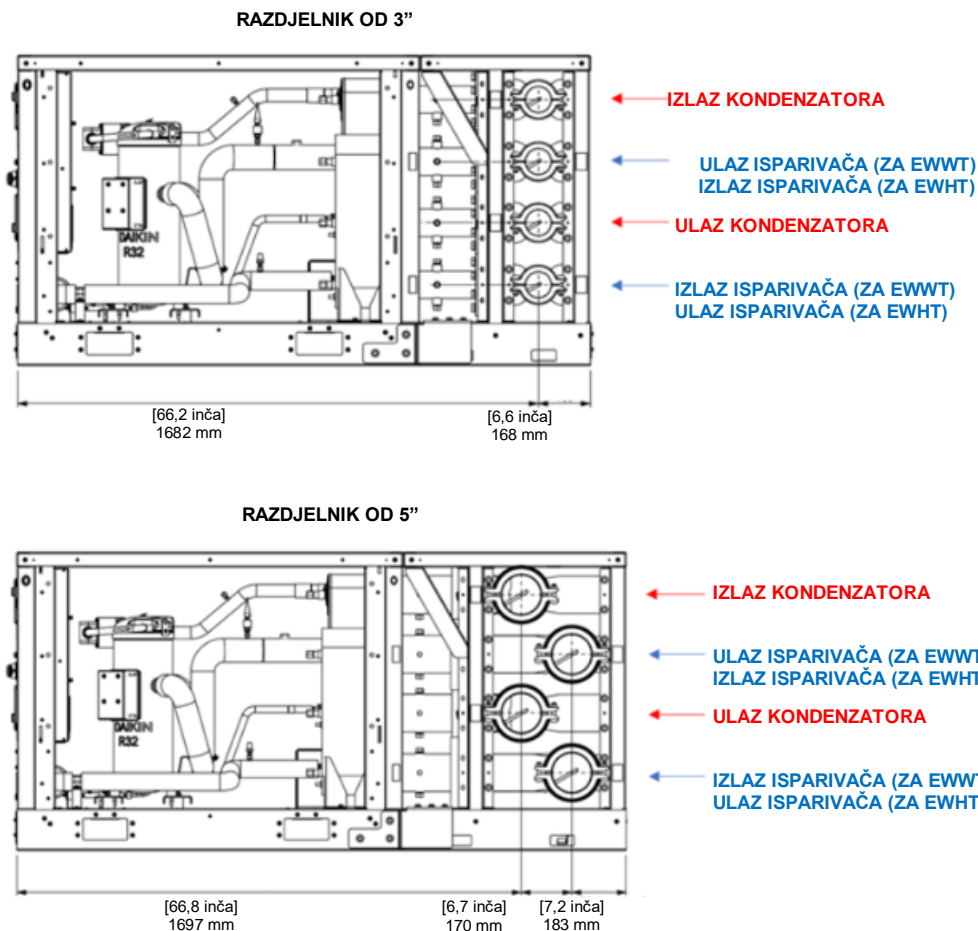 RAZDJELNIK OD 3”
IZLAZ KONDENZATORA
ULAZ ISPARIVAČA (ZA EWWT)
IZLAZ ISPARIVAČA (ZA EWHT)
DAIKIN
R32
ULAZ KONDENZATORA
IZLAZ ISPARIVAČA (ZA EWWT)
ULAZ ISPARIVAČA (ZA EWHT)
[66,2 inča]
1682 mm
[6,6 inča]
168 mm
RAZDJELNIK OD 5”
IZLAZ KONDENZATORA
ULAZ ISPARIVAČA (ZA EWWT
IZLAZ ISPARIVAČA (ZA EWHT
DAIKIN
R32
ULAZ KONDENZATORA
IZLAZ ISPARIVAČA (ZA EWWT
ULAZ ISPARIVAČA (ZA EWHT
[66,8 inča]
1697 mm
[6,7 inča]
170 mm
[7,2 inča]
183 mm